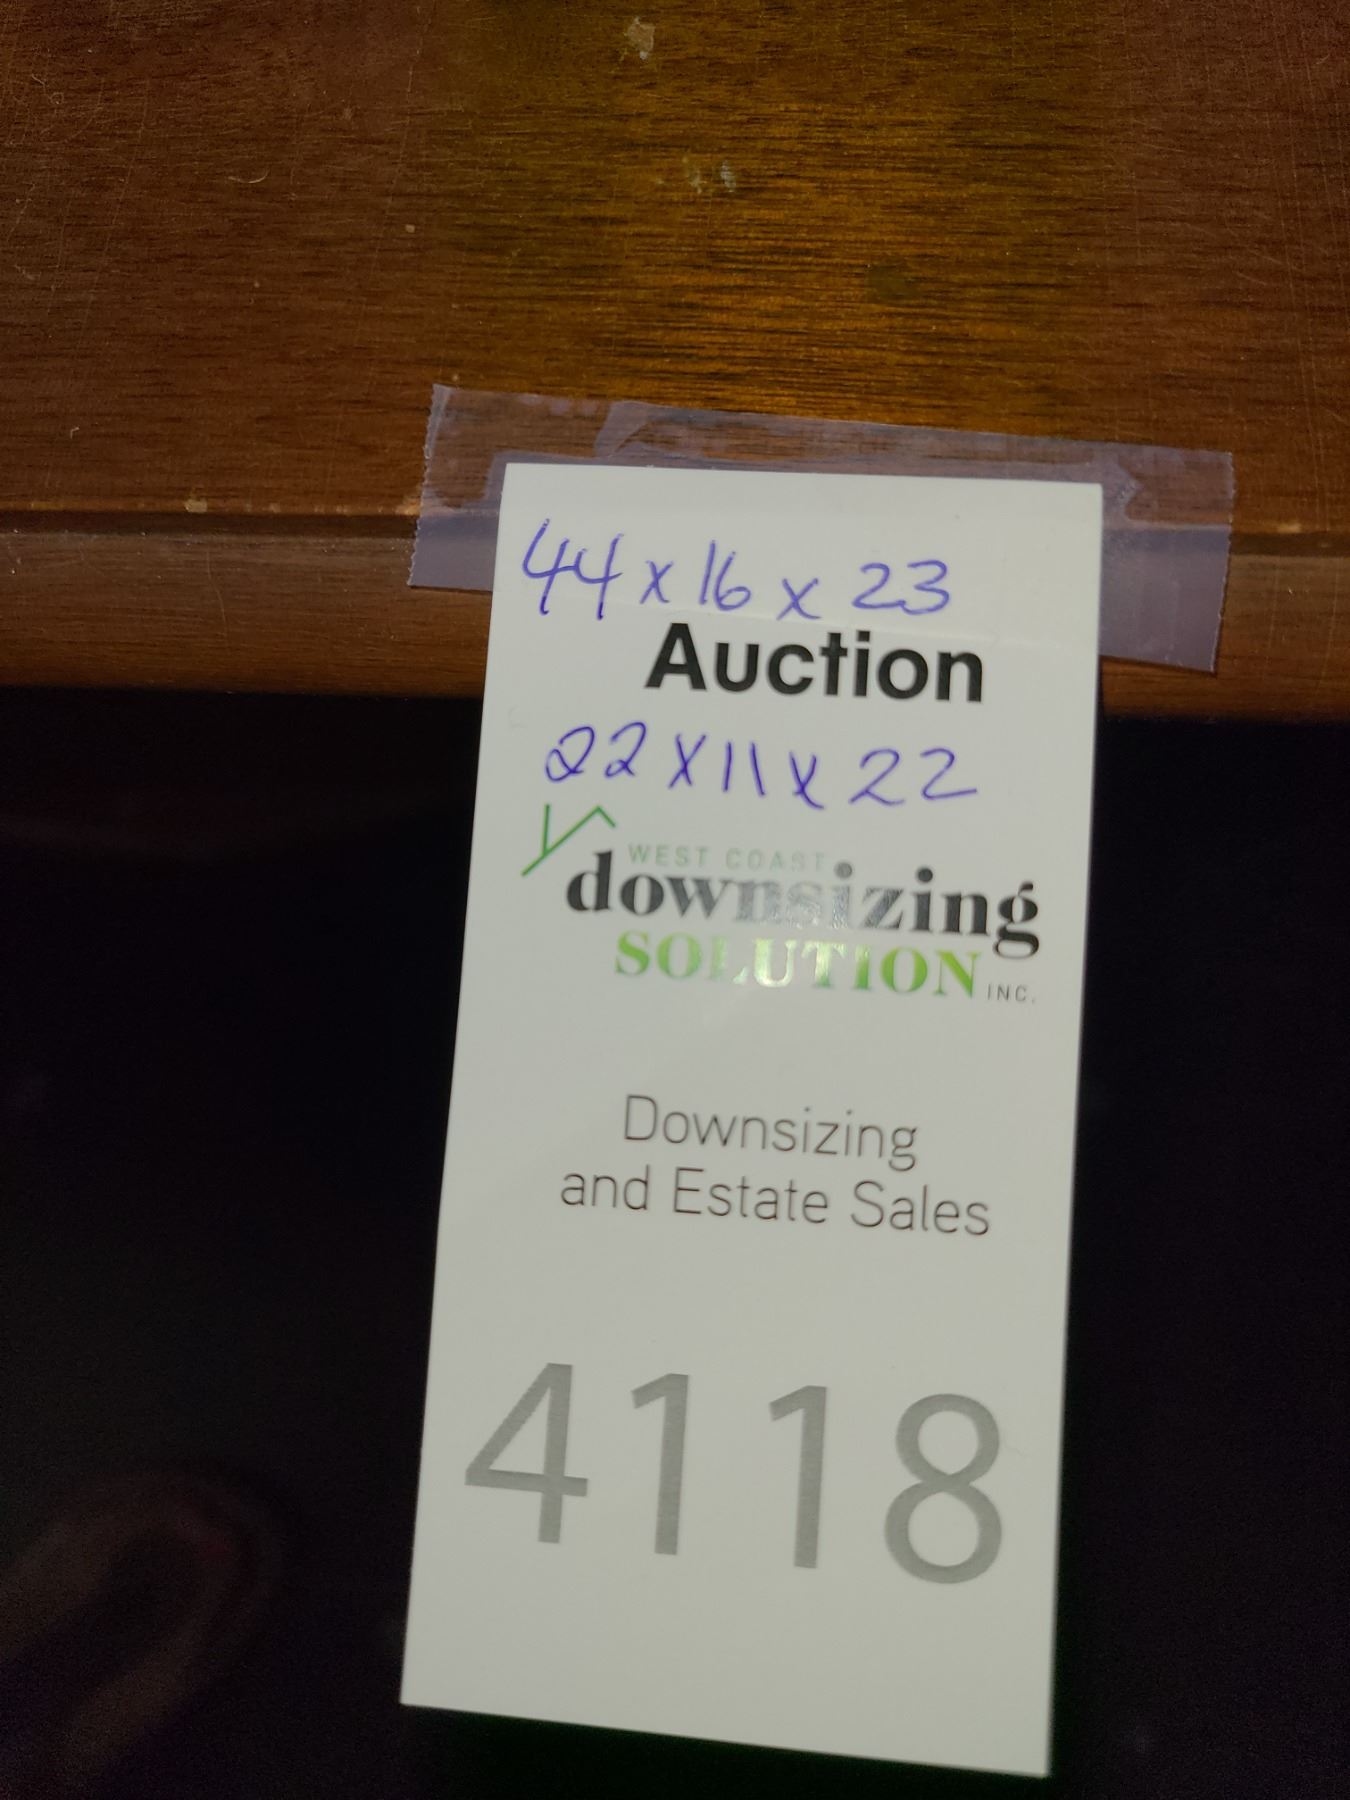 44 x 16 x 23
Auction
22 x 11 x 22
WEST COAST
downsizing
SOLUTION INC.
Downsizing
and Estate Sales
4118